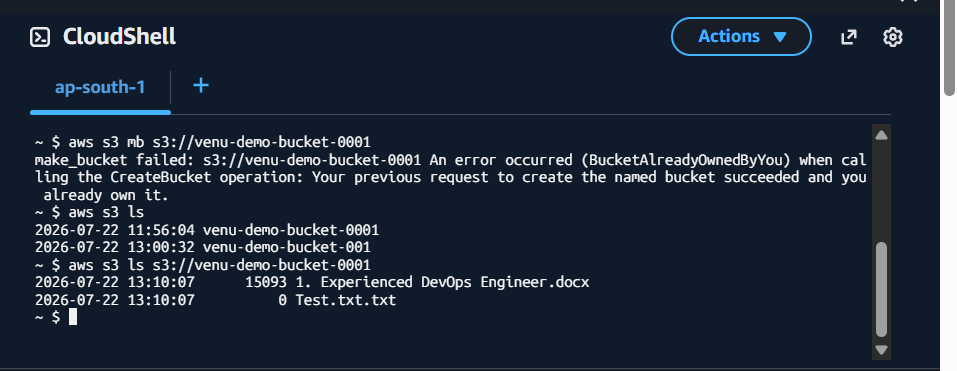 CloudShell
Actions
ap-south-1
+
~ $ aws s3 mb s3://venu-demo-bucket-0001
make_bucket failed: s3://venu-demo-bucket-0001 An error occurred (BucketAlreadyOwnedByYou) when cal
ling the CreateBucket operation: Your previous request to create the named bucket succeeded and you
 already own it.
~ $ aws s3 ls
2026-07-22 11:56:04 venu-demo-bucket-0001
2026-07-22 13:00:32 venu-demo-bucket-001
~ $ aws s3 ls s3://venu-demo-bucket-0001
2026-07-22 13:10:07      15093 1. Experienced DevOps Engineer.docx
2026-07-22 13:10:07          0 Test.txt.txt
~ $